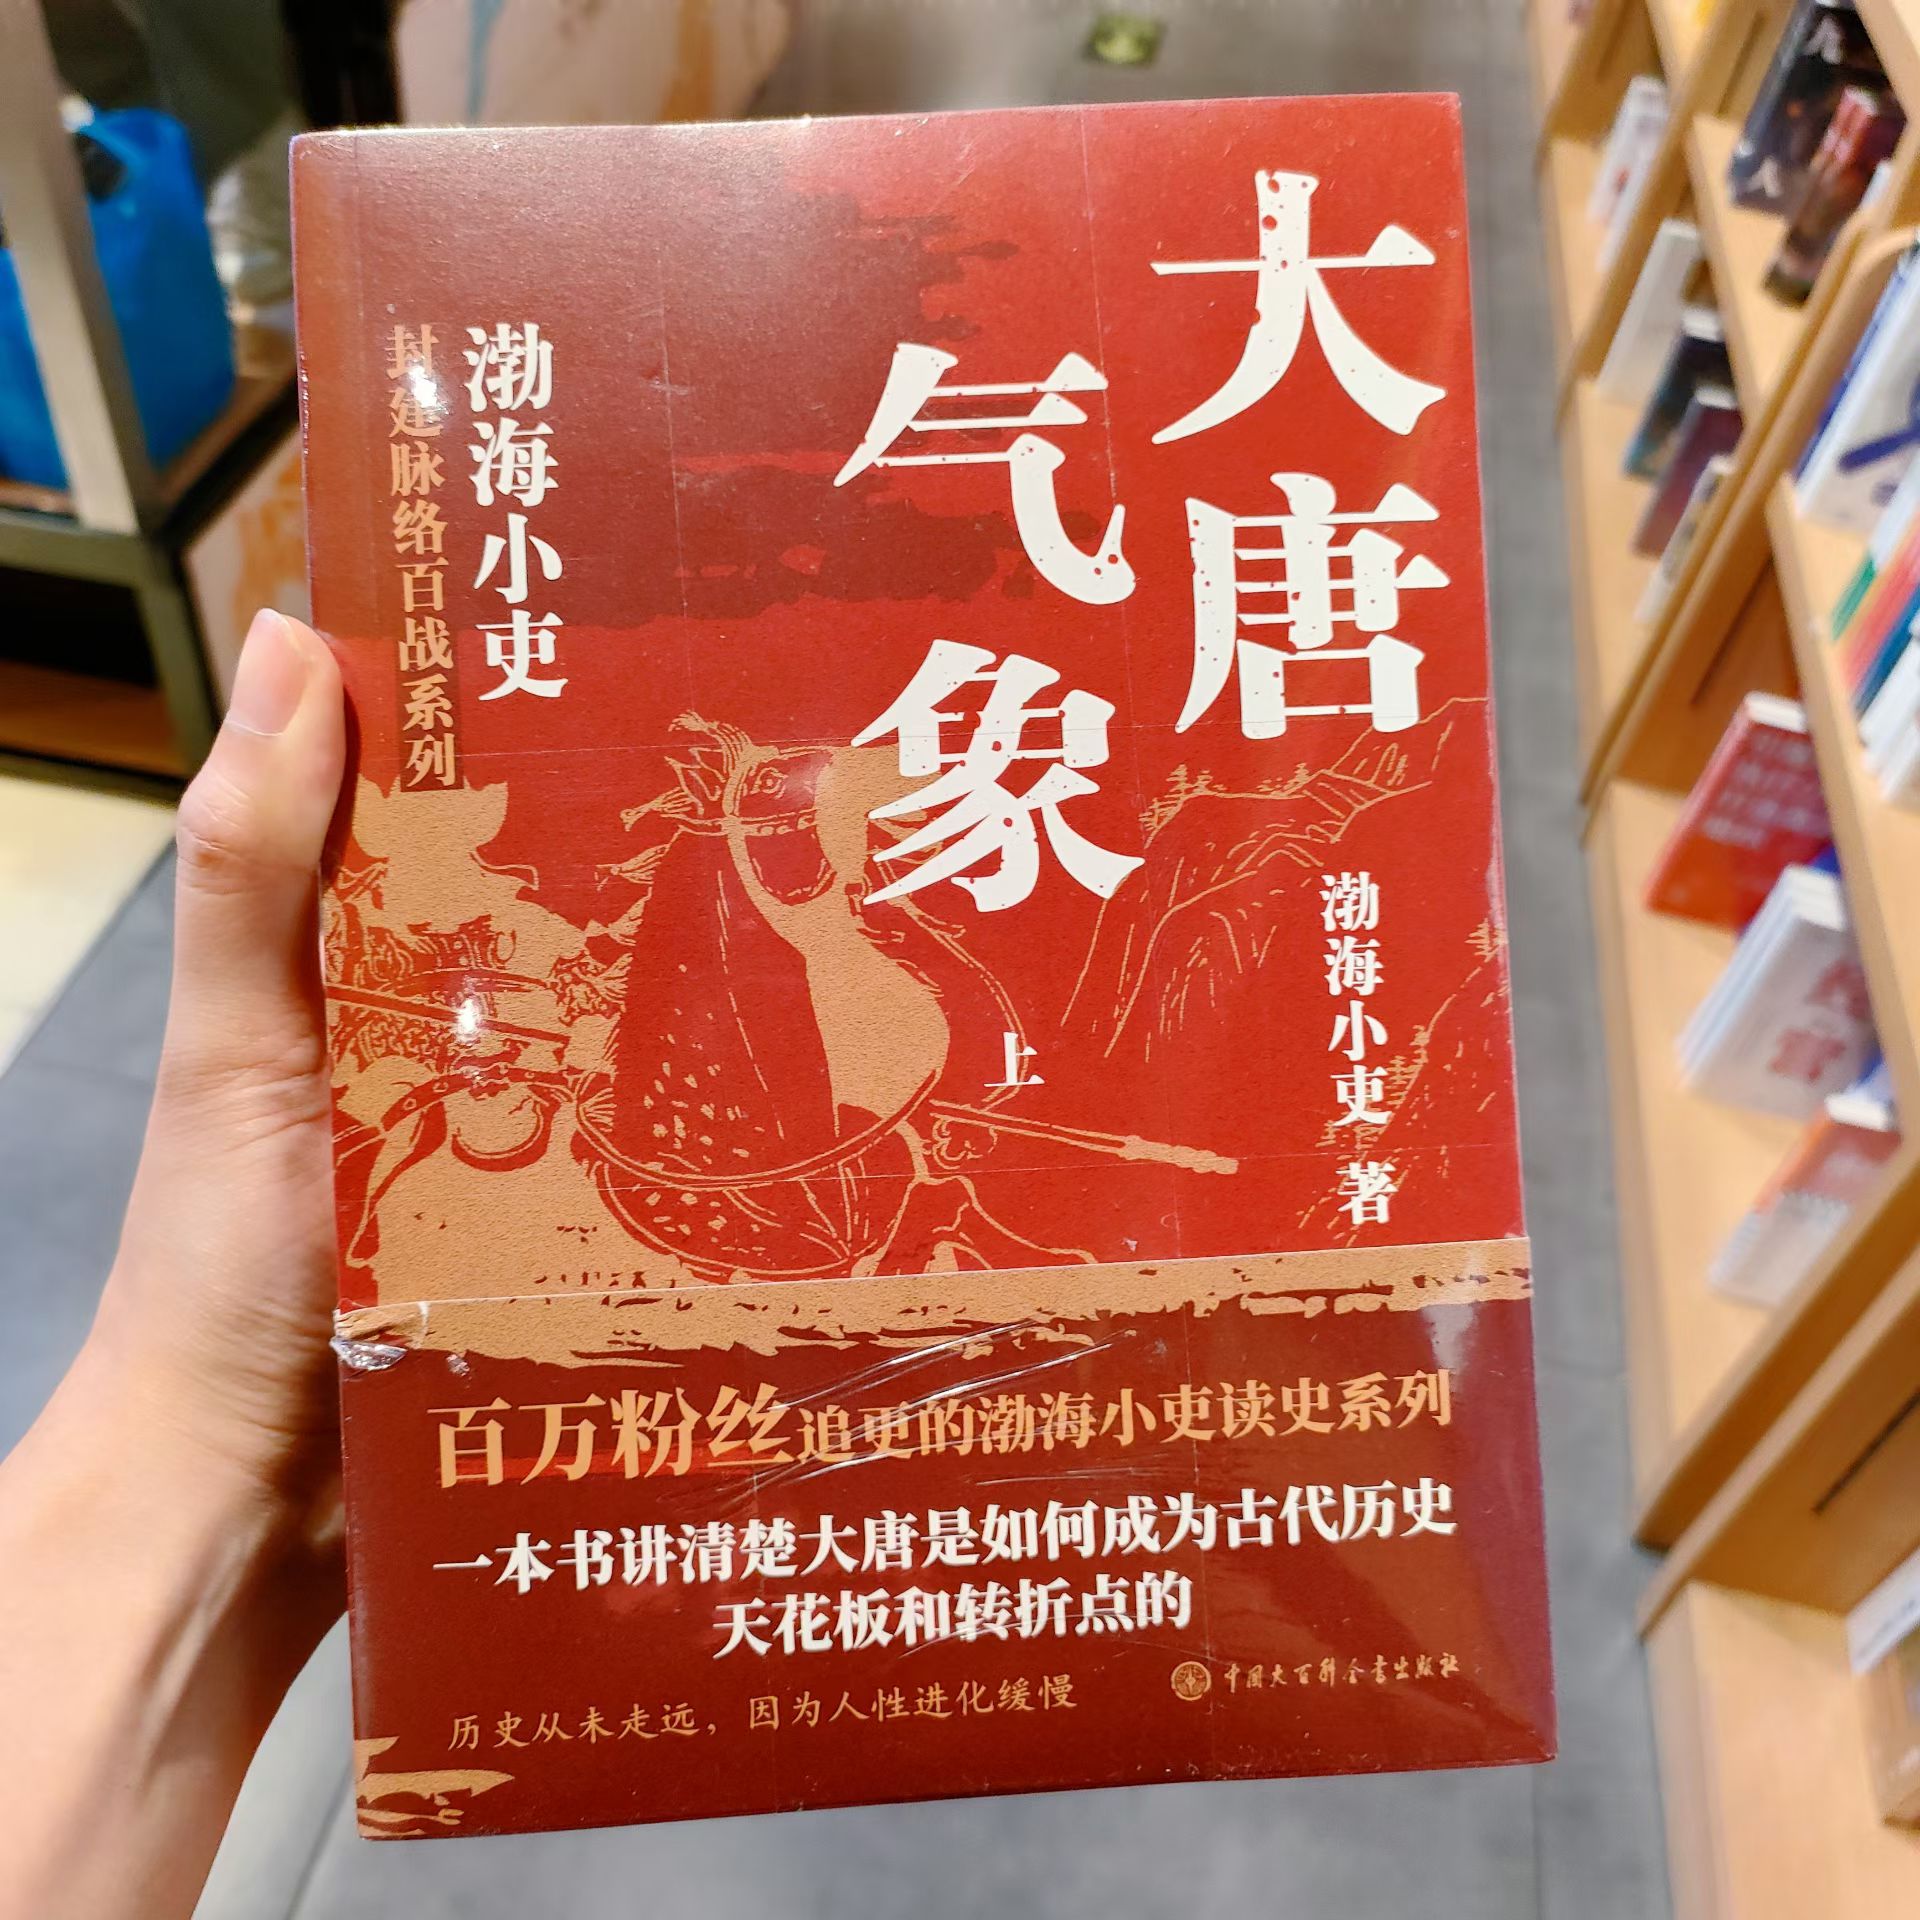 大唐
气象
上
渤海小吏 著
渤海小吏
封建脉络百战系列
百万粉丝追更的渤海小吏读史系列
一本书讲清楚大唐是如何成为古代历史
天花板和转折点的
历史从未走远，因为人性进化缓慢
中国大百科全书出版社